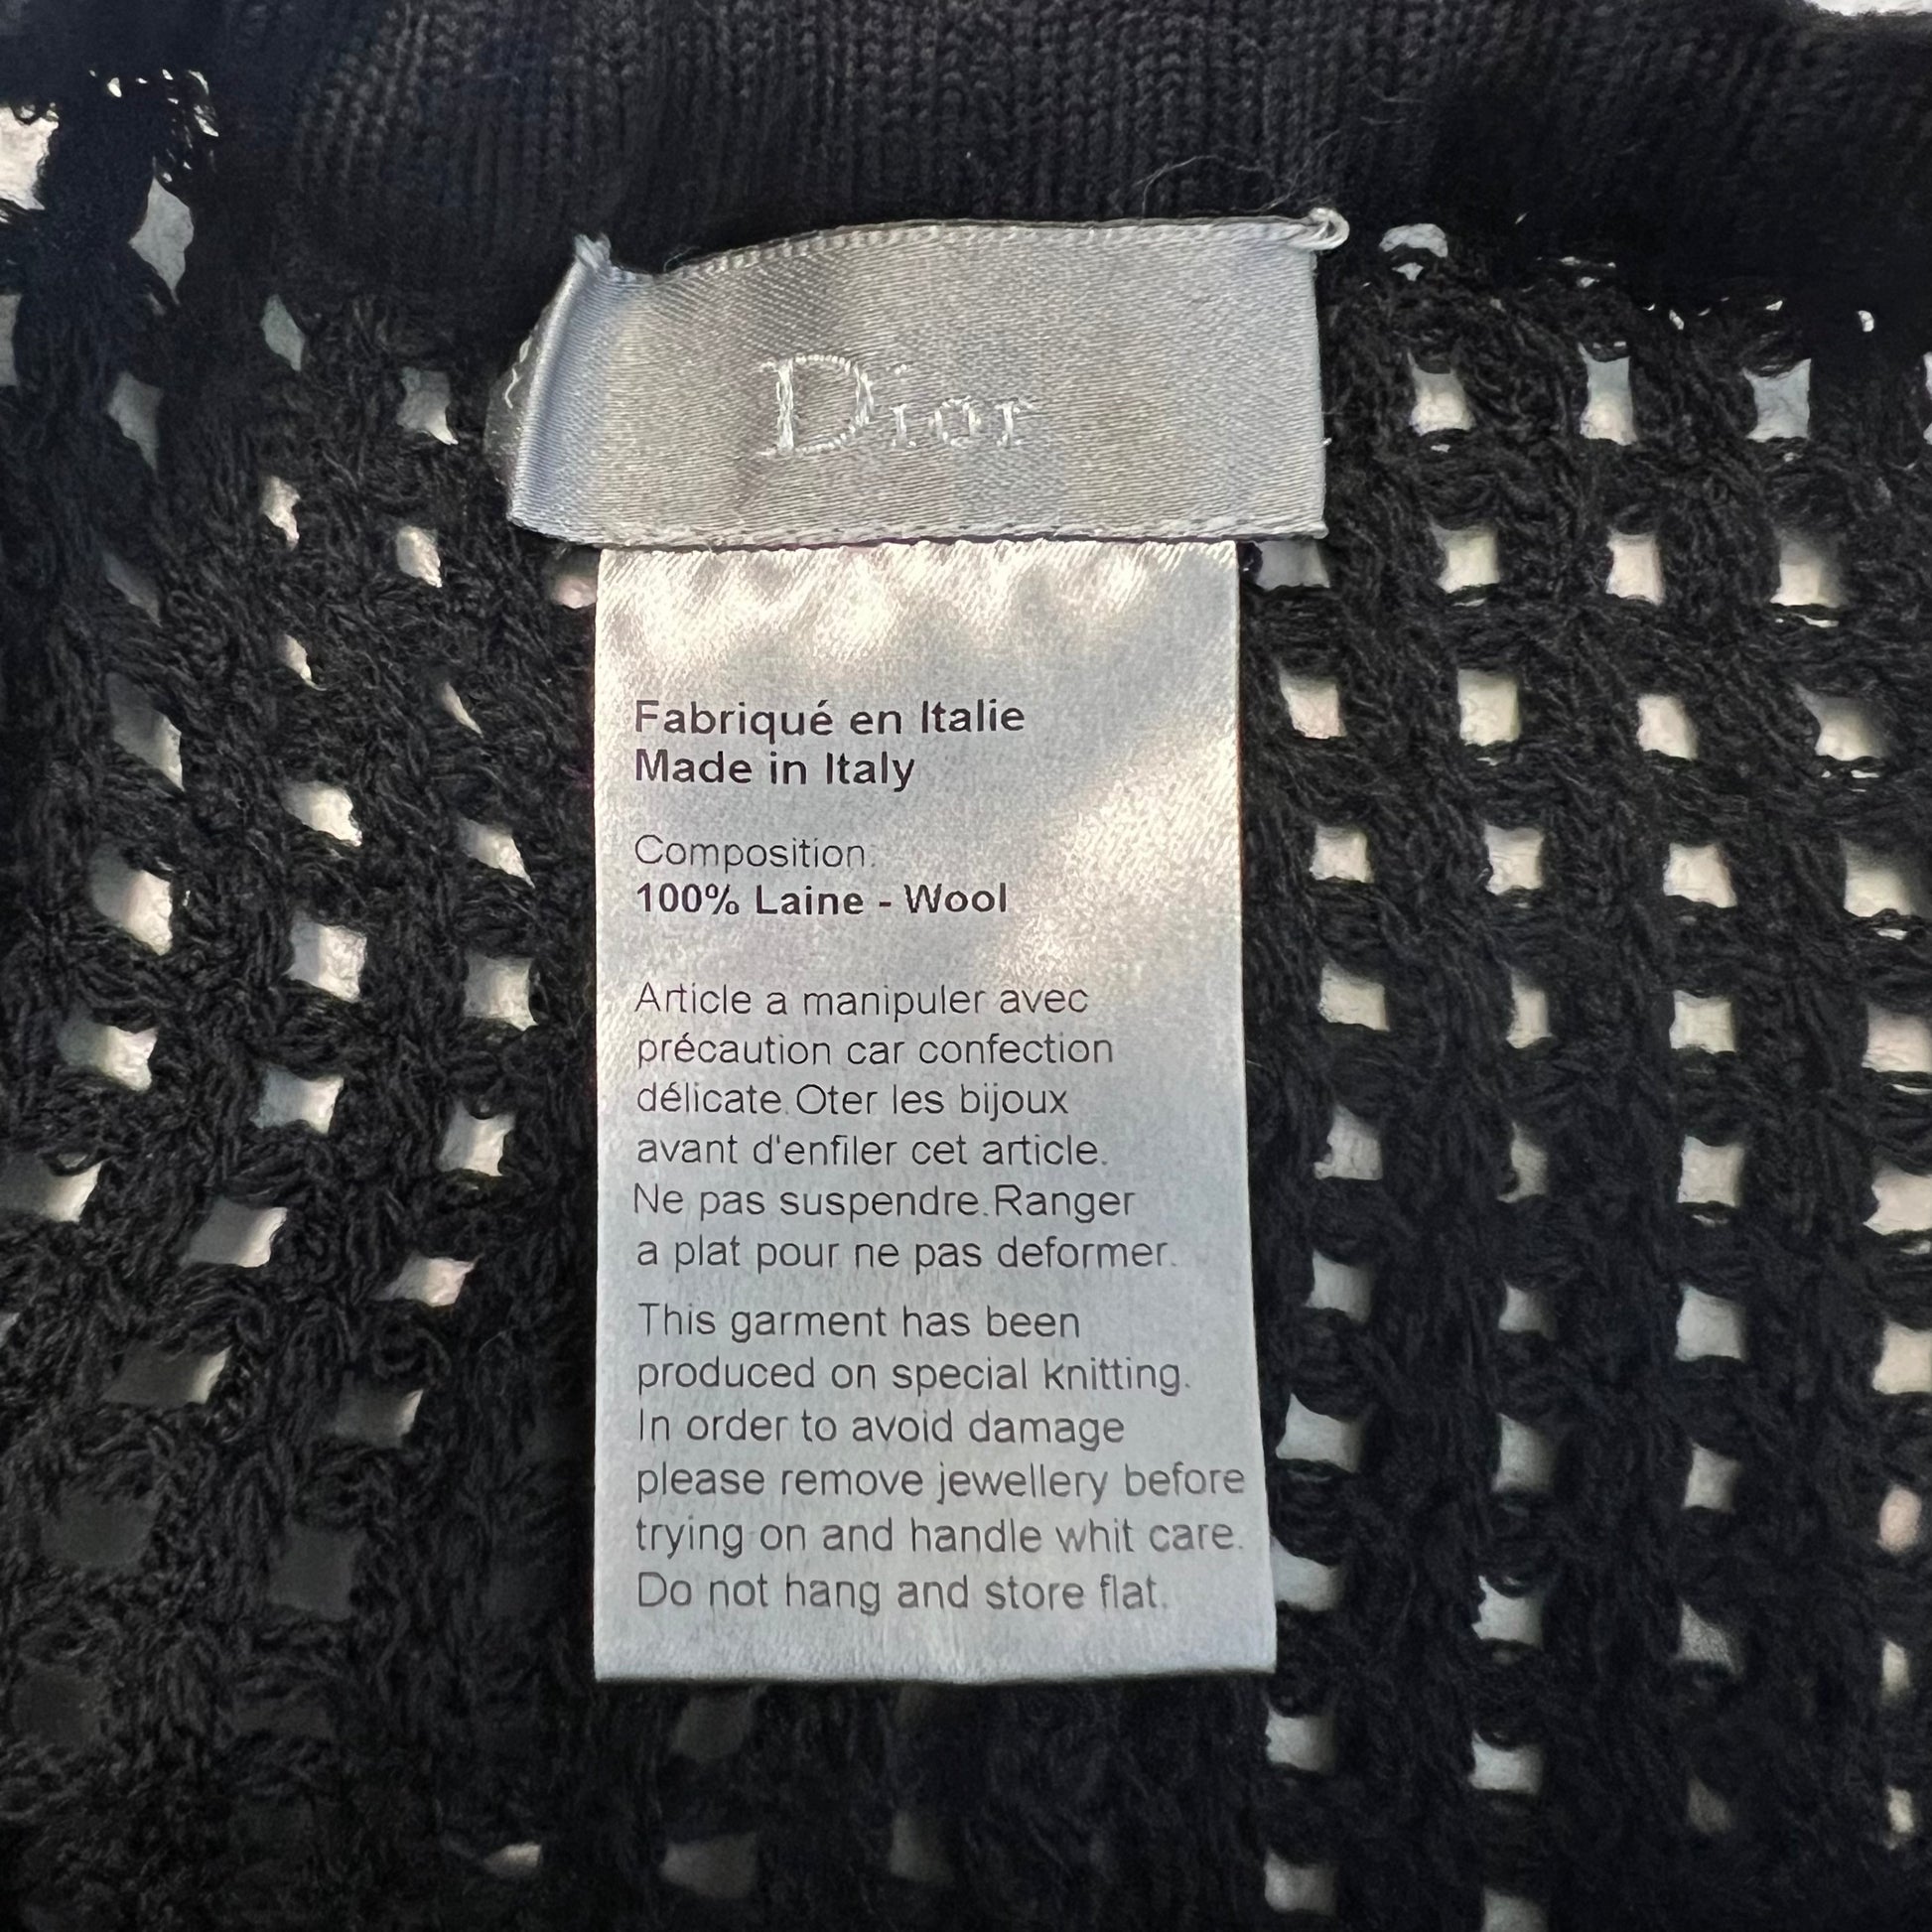 Dior
Fabriqué en Italie
Made in Italy
Composition:
100% Laine - Wool
Article a manipuler avec
précaution car confection
délicate.Oter les bijoux
avant d'enfiler cet article.
Ne pas suspendre.Ranger
a plat pour ne pas deformer.
This garment has been
produced on special knitting.
In order to avoid damage
please remove jewellery before
trying on and handle whit care.
Do not hang and store flat.